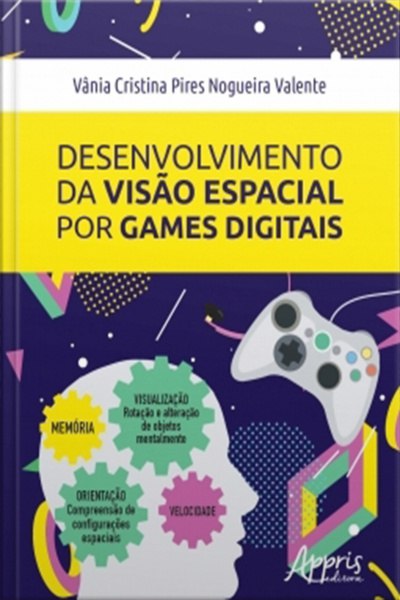 Vânia Cristina Pires Nogueira Valente
DESENVOLVIMENTO
DA VISÃO ESPACIAL
POR GAMES DIGITAIS
MEMÓRIA
VISUALIZAÇÃO
Rotação e alteração
de objetos
mentalmente
ORIENTAÇÃO
Compreensão de
configurações
espaciais
VELOCIDADE
Appris
editora